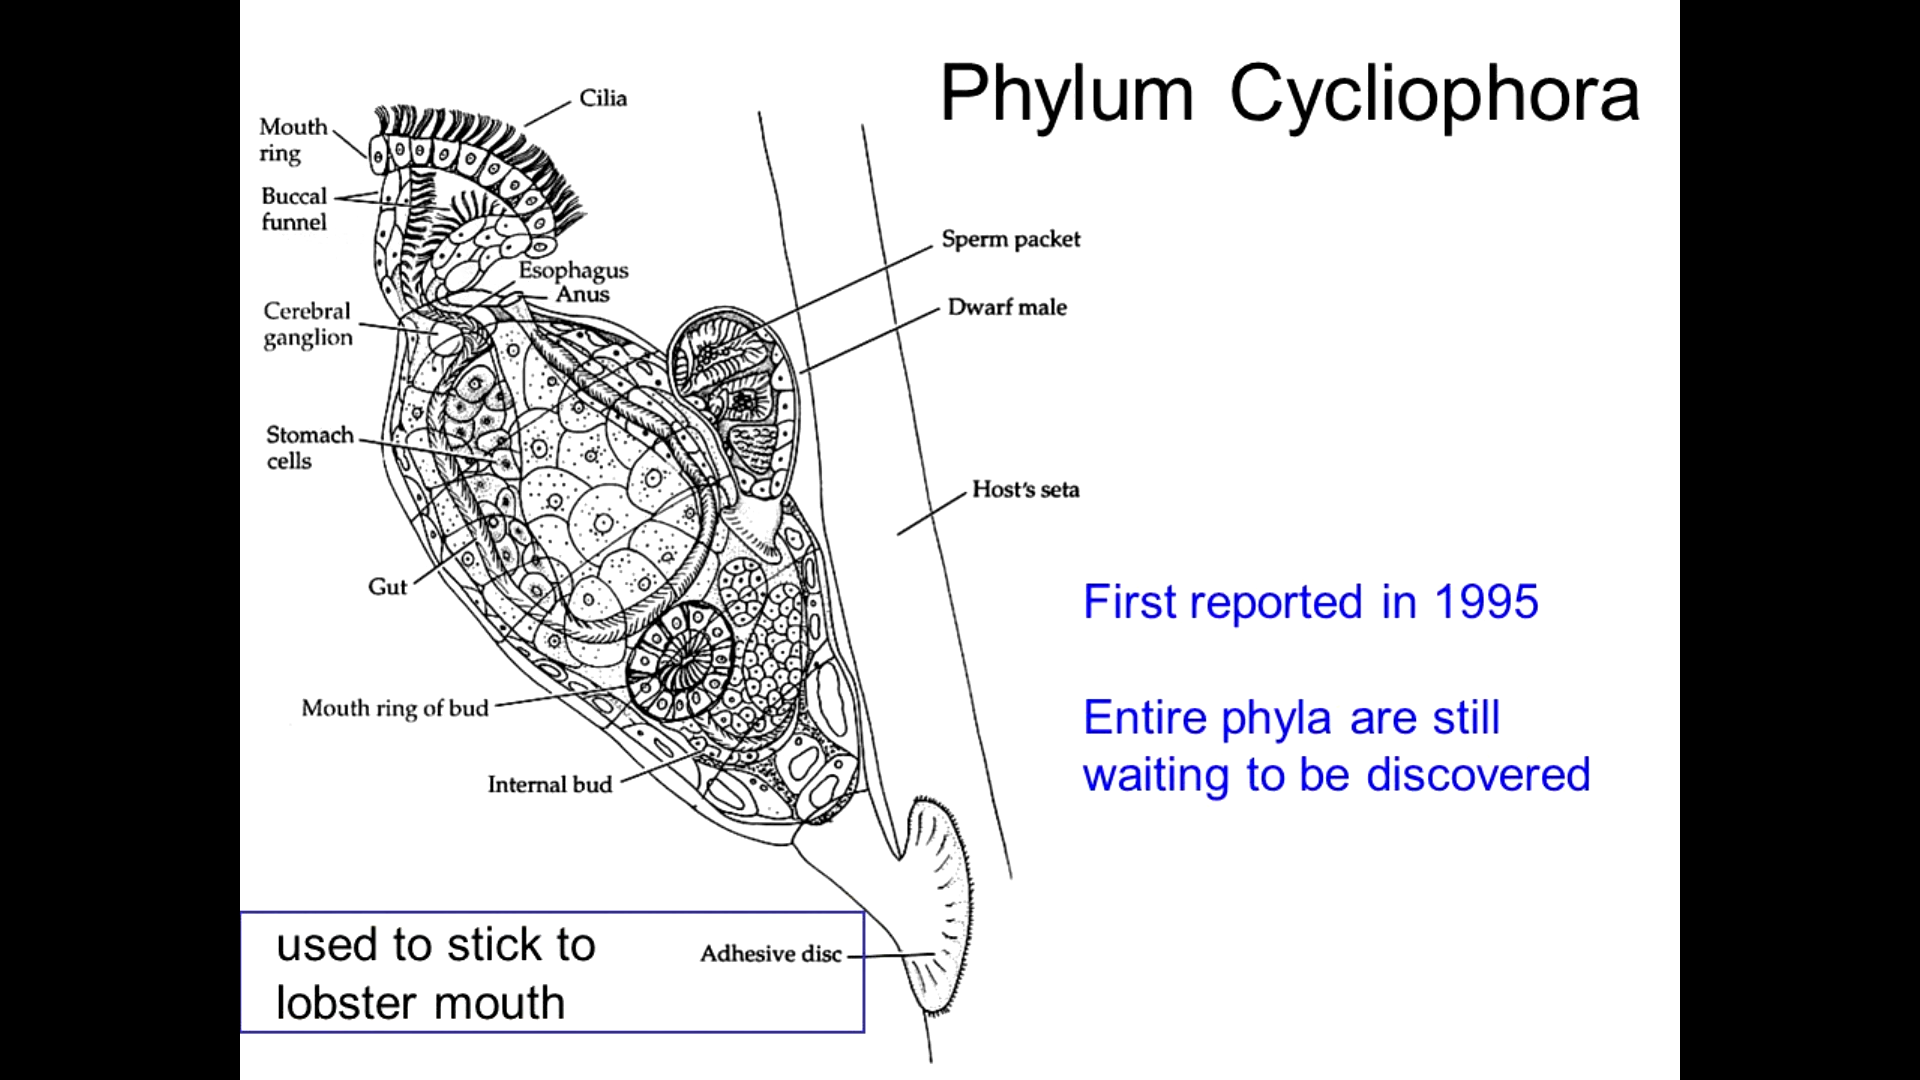 Phylum Cycliophora
Cilia
Mouth
ring
Buccal
funnel
Esophagus
Anus
Cerebral
ganglion
Stomach
cells
Gut
Mouth ring of bud
Internal bud
Sperm packet
Dwarf male
Host's seta
First reported in 1995
Entire phyla are still
waiting to be discovered
used to stick to
lobster mouth
Adhesive disc